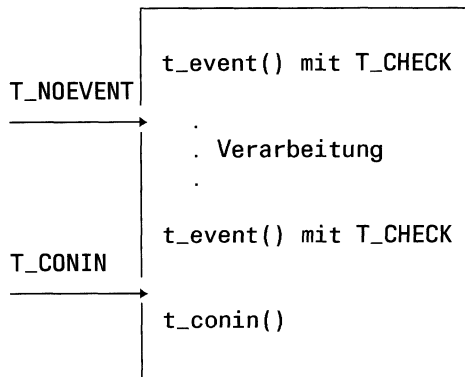 t_event() mit T_CHECK
T_NOEVENT
.
. Verarbeitung
.
t_event() mit T_CHECK
T_CONIN
t_conin()